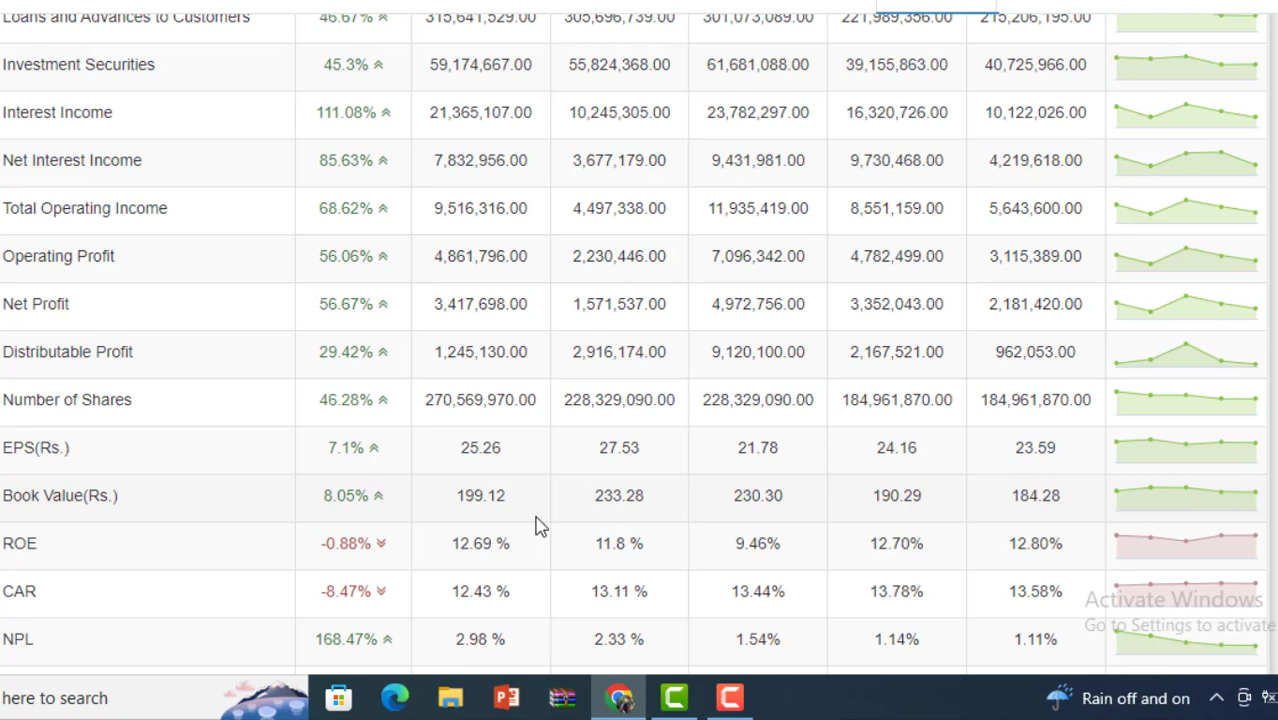 Loans and Advances to Customers 46.67% 315,641,529.00 305,696,739.00 301,073,089.00 221,989,356.00 215,206,195.00
Investment Securities 45.3% 59,174,667.00 55,824,368.00 61,681,088.00 39,155,863.00 40,725,966.00
Interest Income 111.08% 21,365,107.00 10,245,305.00 23,782,297.00 16,320,726.00 10,122,026.00
Net Interest Income 85.63% 7,832,956.00 3,677,179.00 9,431,981.00 9,730,468.00 4,219,618.00
Total Operating Income 68.62% 9,516,316.00 4,497,338.00 11,935,419.00 8,551,159.00 5,643,600.00
Operating Profit 56.06% 4,861,796.00 2,230,446.00 7,096,342.00 4,782,499.00 3,115,389.00
Net Profit 56.67% 3,417,698.00 1,571,537.00 4,972,756.00 3,352,043.00 2,181,420.00
Distributable Profit 29.42% 1,245,130.00 2,916,174.00 9,120,100.00 2,167,521.00 962,053.00
Number of Shares 46.28% 270,569,970.00 228,329,090.00 228,329,090.00 184,961,870.00 184,961,870.00
EPS(Rs.) 7.1% 25.26 27.53 21.78 24.16 23.59
Book Value(Rs.) 8.05% 199.12 233.28 230.30 190.29 184.28
ROE -0.88% 12.69 % 11.8 % 9.46% 12.70% 12.80%
CAR -8.47% 12.43 % 13.11 % 13.44% 13.78% 13.58%
Activate Windows
Go to Settings to activate
NPL 168.47% 2.98 % 2.33 % 1.54% 1.14% 1.11%
here to search Rain off and on